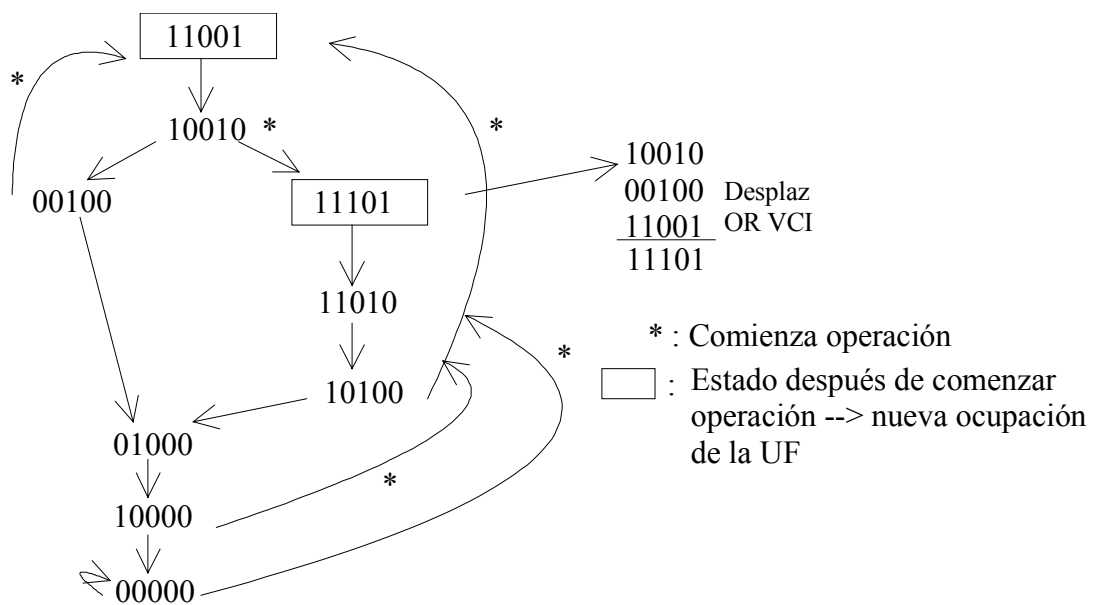 11001
*
10010 *
*
00100
11101
10010
00100 Desplaz
11001 OR VCI
11101
11010
10100
* : Comienza operación
*
: Estado después de comenzar
operación --> nueva ocupación
de la UF
01000
*
10000
00000